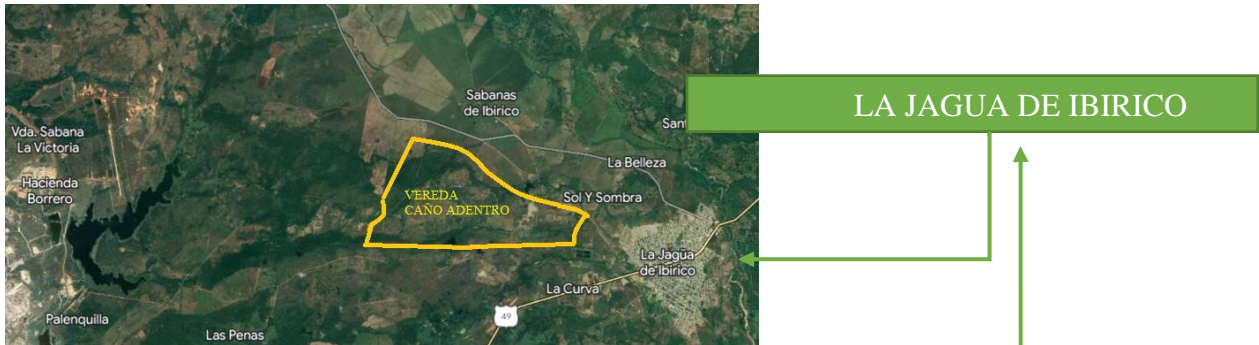 LA JAGUA DE IBIRICO
Sabanas
de Ibirico
Vda. Sabana
La Victoria
La Belleza
Hacienda
Borrero
VEREDA
CAÑO ADENTRO
Sol Y Sombra
La Jagua
de Ibirico
La Curva
49
Palenquilla
Las Penas